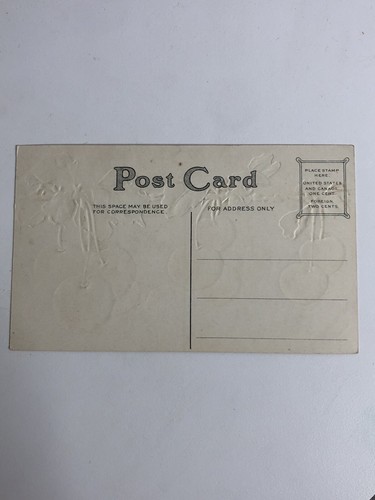 Post Card
THIS SPACE MAY BE USED
FOR CORRESPONDENCE
FOR ADDRESS ONLY
PLACE STAMP
HERE.
UNITED STATES
AND CANADA
ONE CENT.
FOREIGN,
TWO CENTS.